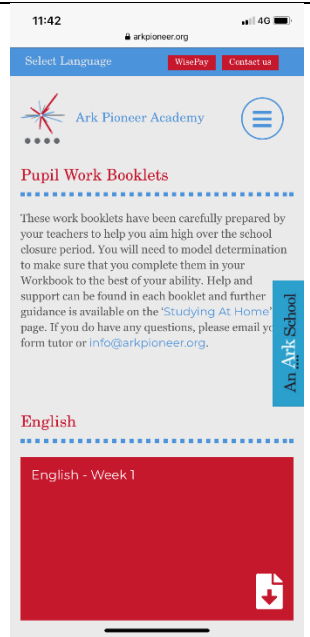 11:42
4G
arkpioneer.org
Select Language
WisePay
Contact us
Ark Pioneer Academy
Pupil Work Booklets
These work booklets have been carefully prepared by
your teachers to help you aim high over the school
closure period. You will need to model determination
to make sure that you complete them in your
Workbook to the best of your ability. Help and
support can be found in each booklet and further
guidance is available on the 'Studying At Home'
page. If you do have any questions, please email
form tutor or info@arkpioneer.org.
An Ark School
English
English - Week 1